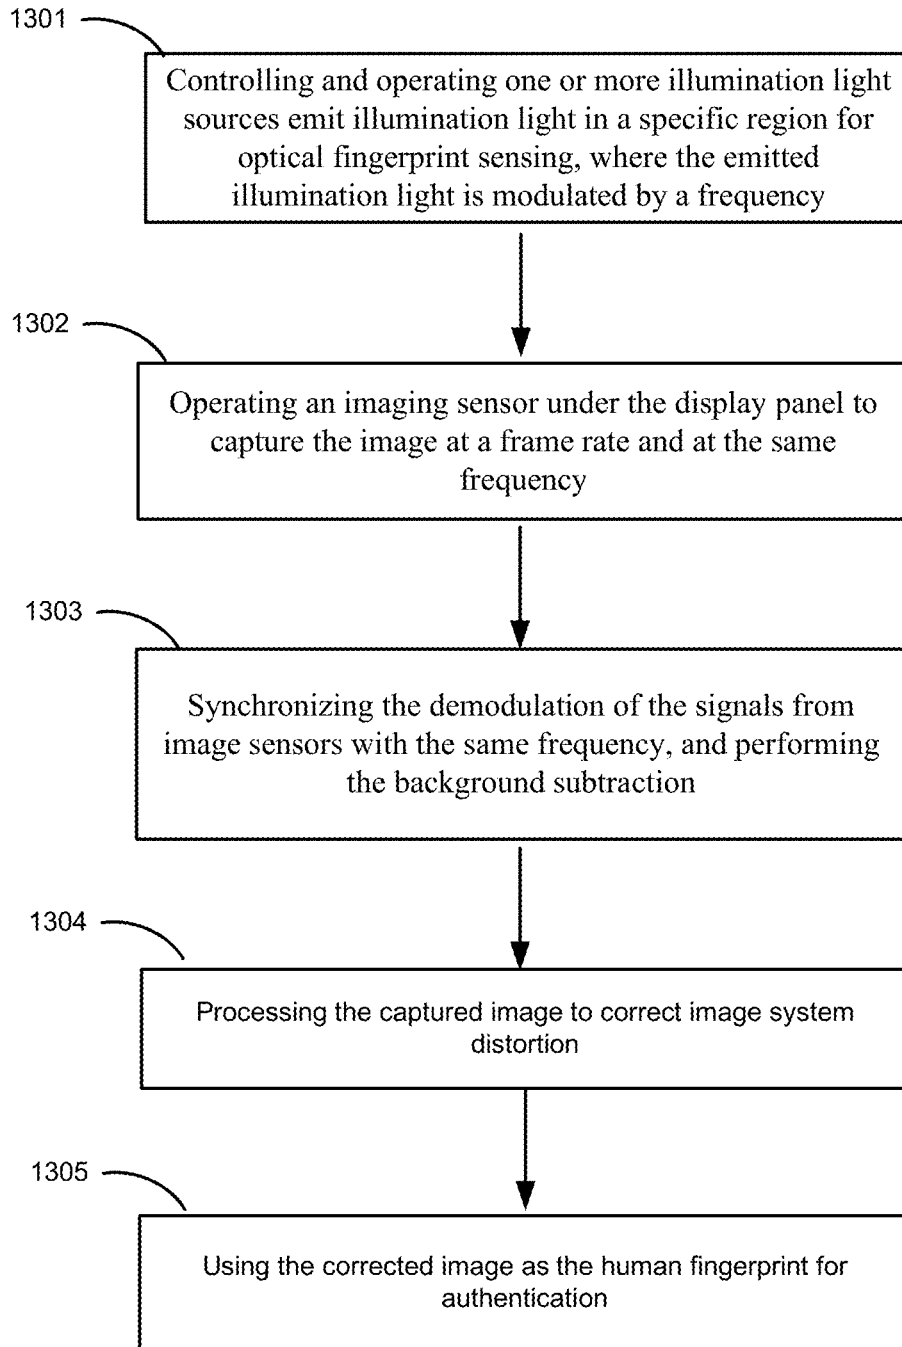 1301
Controlling and operating one or more illumination light
sources emit illumination light in a specific region for
optical fingerprint sensing, where the emitted
illumination light is modulated by a frequency
1302
Operating an imaging sensor under the display panel to
capture the image at a frame rate and at the same
frequency
1303
Synchronizing the demodulation of the signals from
image sensors with the same frequency, and performing
the background subtraction
1304
Processing the captured image to correct image system
distortion
1305
Using the corrected image as the human fingerprint for
authentication